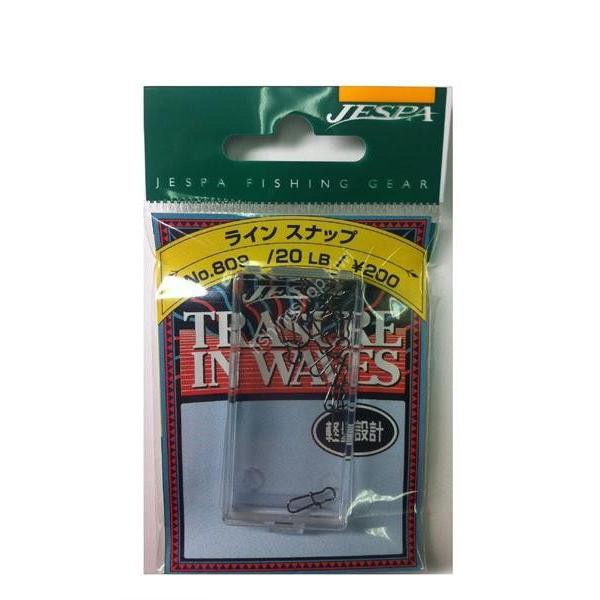 JESPA
JESPA FISHING GEAR
ライン スナップ
No.809 /20 LB / ¥200
JESPA
TREASURE
IN WAVES
軽量設計